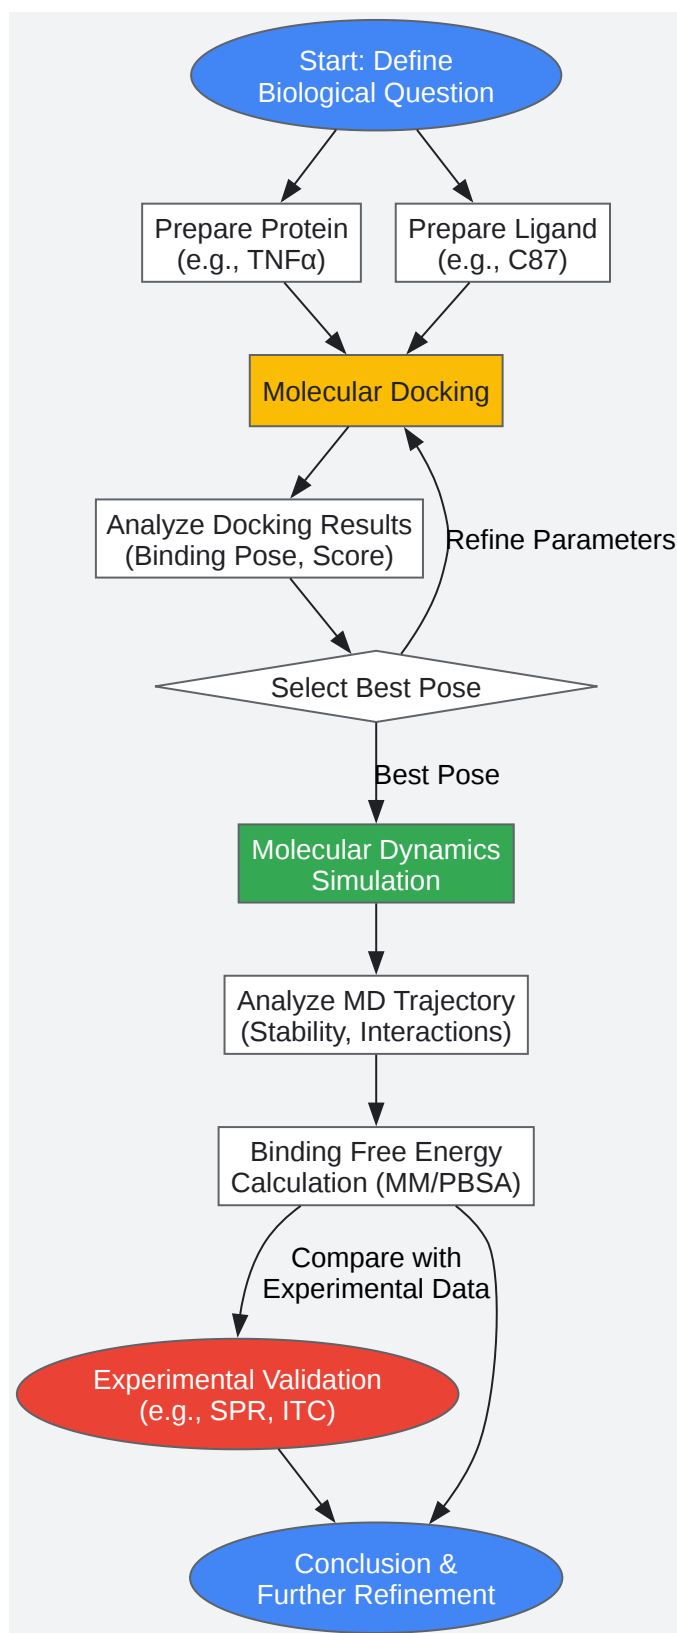 Start: Define
Biological Question
Prepare Protein
(e.g., TNFα)
Prepare Ligand
(e.g., C87)
Molecular Docking
Analyze Docking Results
(Binding Pose, Score)
Refine Parameters
Select Best Pose
Best Pose
Molecular Dynamics
Simulation
Analyze MD Trajectory
(Stability, Interactions)
Binding Free Energy
Calculation (MM/PBSA)
Compare with
Experimental Data
Experimental Validation
(e.g., SPR, ITC)
Conclusion &
Further Refinement